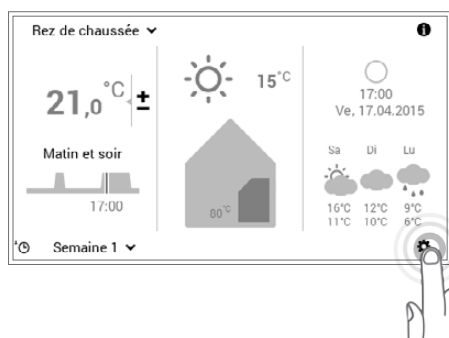 Rez de chaussée
21,0 °C ±
Matin et soir
17:00
Semaine 1
15°C
80°C
17:00
Ve, 17.04.2015
Sa Di Lu
16°C 12°C 9°C
11°C 10°C 6°C